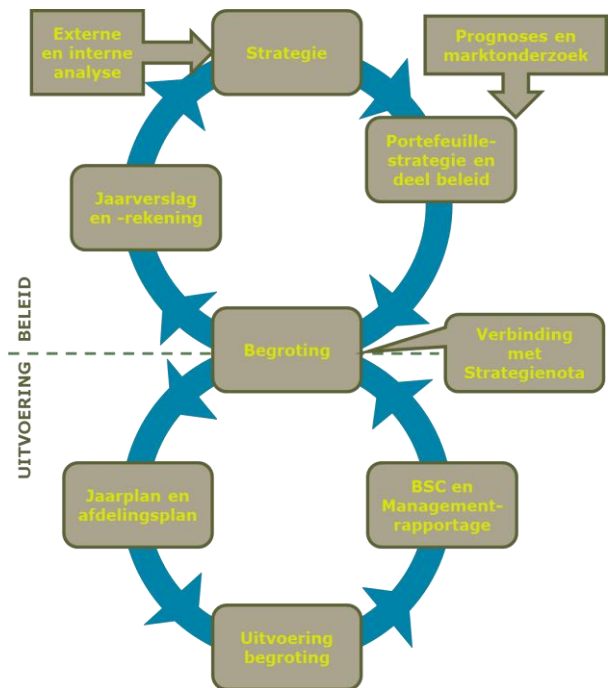 Externe
en interne
analyse
Strategie
Prognoses en
marktonderzoek
Portefeuille-
strategie en
deel beleid
Jaarverslag
en -rekening
BELEID
Begroting
Verbinding
met
Strategienota
UITVOERING
Jaarplan en
afdelingsplan
BSC en
Management-
rapportage
Uitvoering
begroting